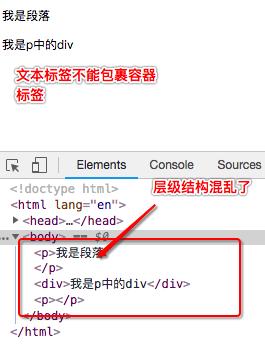 我是段落
我是p中的div
文本标签不能包裹容器
标签
Elements
Console
Sources
层级结构混乱了
<!doctype html>
<html lang="en">
<head>…</head>
… <body> == $0
<p>我是段落
</p>
<div>我是p中的div</div>
<p></p>
</body>
</html>